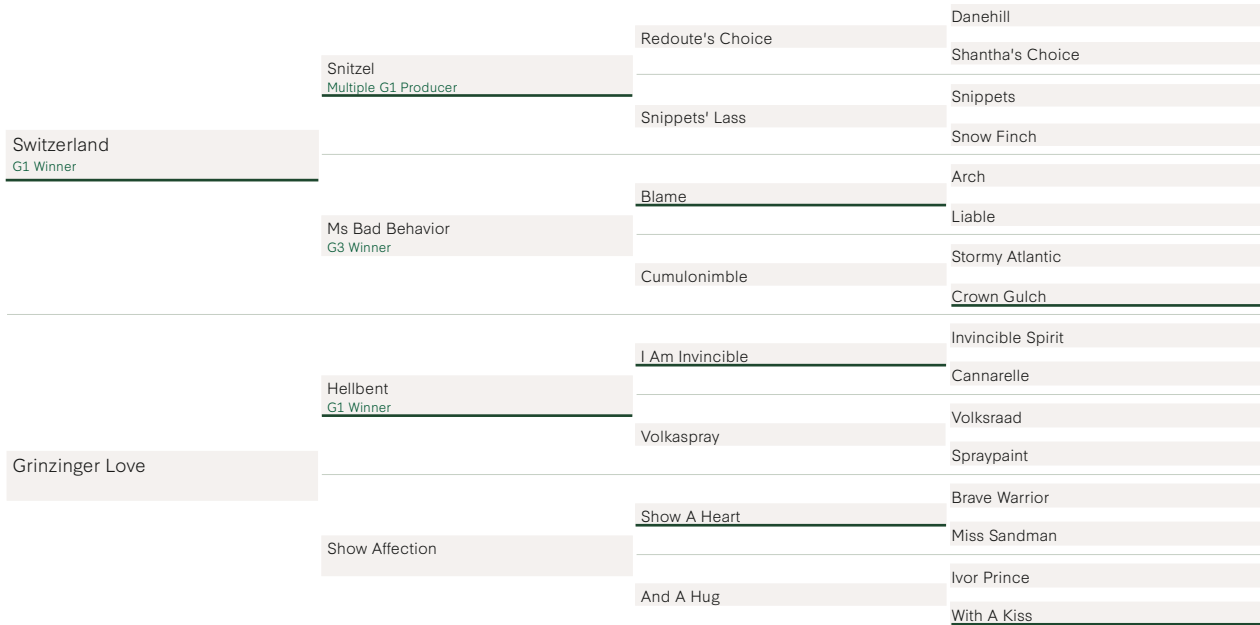 Switzerland
G1 Winner
Snitzel
Multiple G1 Producer
Redoute's Choice
Danehill
Shantha's Choice
Snippets' Lass
Snippets
Snow Finch
Ms Bad Behavior
G3 Winner
Blame
Arch
Liable
Cumulonimble
Stormy Atlantic
Crown Gulch
Grinzinger Love
Hellbent
G1 Winner
I Am Invincible
Invincible Spirit
Cannarelle
Volkaspray
Volksraad
Spraypaint
Show Affection
Show A Heart
Brave Warrior
Miss Sandman
And A Hug
Ivor Prince
With A Kiss